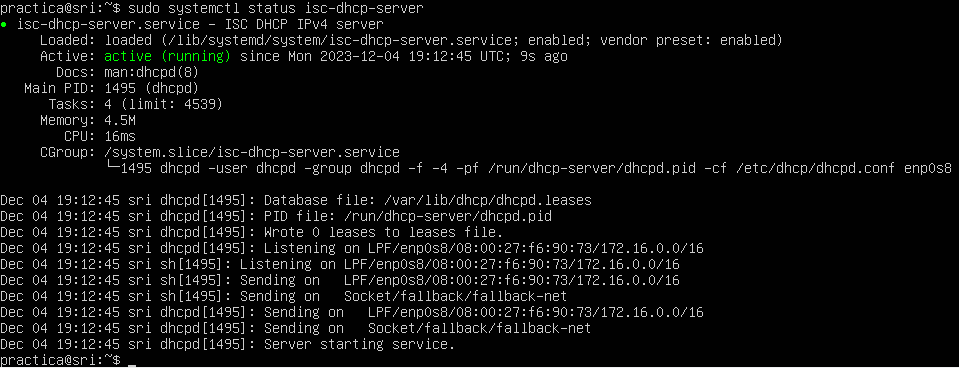 practica@sri:~$ sudo systemctl status isc-dhcp-server
● isc-dhcp-server.service - ISC DHCP IPv4 server
     Loaded: loaded (/lib/systemd/system/isc-dhcp-server.service; enabled; vendor preset: enabled)
     Active: active (running) since Mon 2023-12-04 19:12:45 UTC; 9s ago
       Docs: man:dhcpd(8)
   Main PID: 1495 (dhcpd)
      Tasks: 4 (limit: 4539)
     Memory: 4.5M
        CPU: 16ms
     CGroup: /system.slice/isc-dhcp-server.service
             └─1495 dhcpd -user dhcpd -group dhcpd -f -4 -pf /run/dhcp-server/dhcpd.pid -cf /etc/dhcp/dhcpd.conf enp0s8

Dec 04 19:12:45 sri dhcpd[1495]: Database file: /var/lib/dhcp/dhcpd.leases
Dec 04 19:12:45 sri dhcpd[1495]: PID file: /run/dhcp-server/dhcpd.pid
Dec 04 19:12:45 sri dhcpd[1495]: Wrote 0 leases to leases file.
Dec 04 19:12:45 sri dhcpd[1495]: Listening on LPF/enp0s8/08:00:27:f6:90:73/172.16.0.0/16
Dec 04 19:12:45 sri sh[1495]: Listening on LPF/enp0s8/08:00:27:f6:90:73/172.16.0.0/16
Dec 04 19:12:45 sri sh[1495]: Sending on   LPF/enp0s8/08:00:27:f6:90:73/172.16.0.0/16
Dec 04 19:12:45 sri sh[1495]: Sending on   Socket/fallback/fallback-net
Dec 04 19:12:45 sri dhcpd[1495]: Sending on   LPF/enp0s8/08:00:27:f6:90:73/172.16.0.0/16
Dec 04 19:12:45 sri dhcpd[1495]: Sending on   Socket/fallback/fallback-net
Dec 04 19:12:45 sri dhcpd[1495]: Server starting service.
practica@sri:~$ _